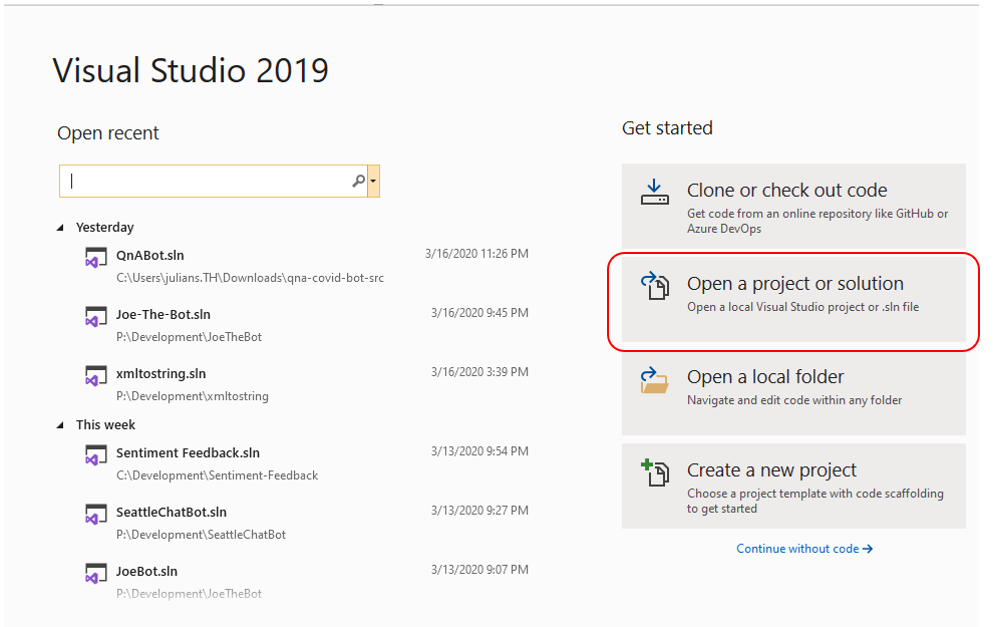 Visual Studio 2019
Open recent
Yesterday
QnABot.sln 3/16/2020 11:26 PM
C:\Users\julians.TH\Downloads\qna-covid-bot-src
Joe-The-Bot.sln 3/16/2020 9:45 PM
P:\Development\JoeTheBot
xmltostring.sln 3/16/2020 3:39 PM
P:\Development\xmltostring
This week
Sentiment Feedback.sln 3/13/2020 9:54 PM
C:\Development\Sentiment-Feedback
SeattleChatBot.sln 3/13/2020 9:27 PM
P:\Development\SeattleChatBot
JoeBot.sln 3/13/2020 9:07 PM
P:\Development\JoeTheBot
Get started
Clone or check out code
Get code from an online repository like GitHub or
Azure DevOps
Open a project or solution
Open a local Visual Studio project or .sln file
Open a local folder
Navigate and edit code within any folder
Create a new project
Choose a project template with code scaffolding
to get started
Continue without code →